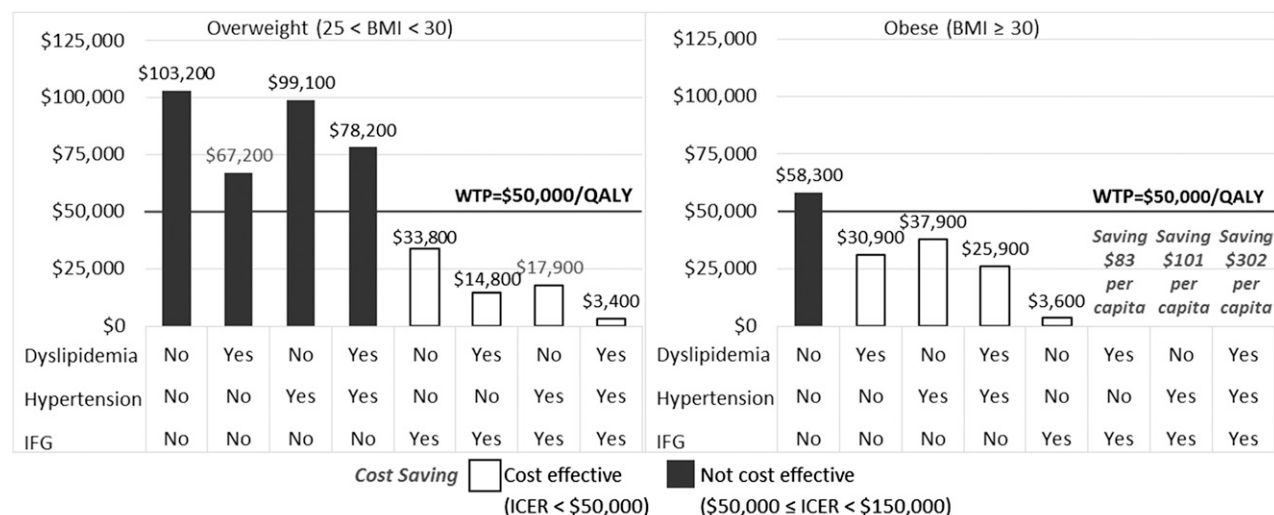 Overweight (25 < BMI < 30)
$125,000
$103,200
$99,100
$100,000
$78,200
$75,000
$67,200
WTP=$50,000/QALY
$50,000
$33,800
$25,000
$14,800
$17,900
$3,400
$0
Dyslipidemia No Yes No Yes No Yes No Yes
Hypertension No No Yes Yes No No Yes Yes
IFG No No No No Yes Yes Yes Yes
Obese (BMI ≥ 30)
$125,000
$100,000
$75,000
$58,300
WTP=$50,000/QALY
$50,000
$37,900
$30,900
$25,900
$25,000
$3,600
Saving $83 per capita
Saving $101 per capita
Saving $302 per capita
$0
Dyslipidemia No Yes No Yes No Yes No Yes
Hypertension No No Yes Yes No Yes Yes Yes
IFG No No No No Yes Yes Yes Yes
Cost Saving Cost effective Not cost effective
(ICER < $50,000) ($50,000 ≤ ICER < $150,000)